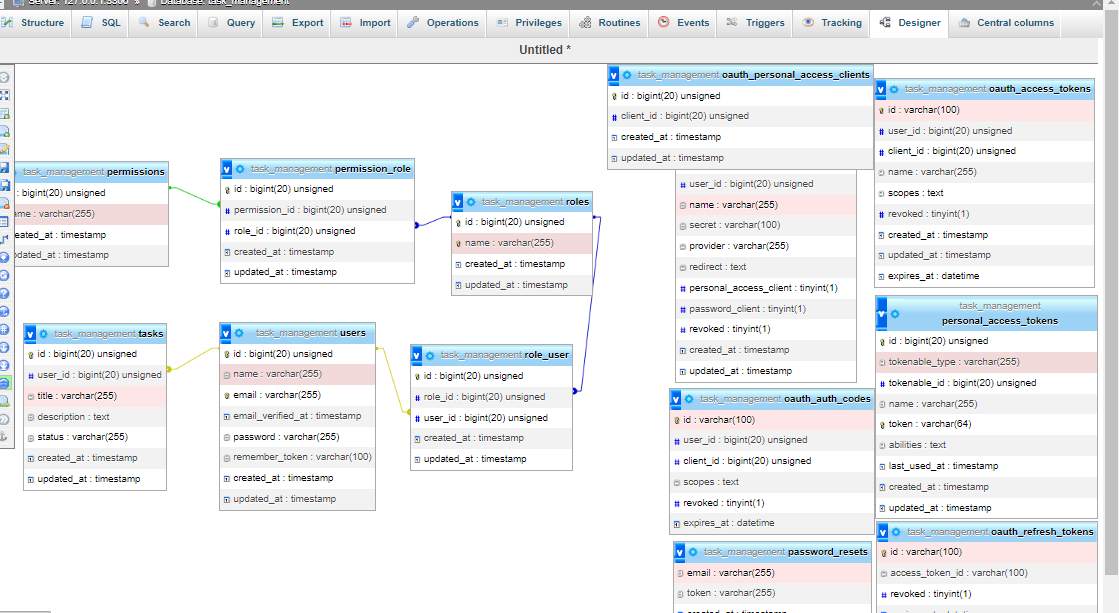 Server: 127.0.0.1:3306 » Database: task_management
Structure SQL Search Query Export Import Operations Privileges Routines Events Triggers Tracking Designer Central columns
Untitled *
task_management permissions
id : bigint(20) unsigned
ame : varchar(255)
eated_at : timestamp
pdated_at : timestamp
task_management permission_role
id : bigint(20) unsigned
permission_id : bigint(20) unsigned
role_id : bigint(20) unsigned
created_at : timestamp
updated_at : timestamp
task_management roles
id : bigint(20) unsigned
name : varchar(255)
created_at : timestamp
updated_at : timestamp
task_management tasks
id : bigint(20) unsigned
user_id : bigint(20) unsigned
title : varchar(255)
description : text
status : varchar(255)
created_at : timestamp
updated_at : timestamp
task_management users
id : bigint(20) unsigned
name : varchar(255)
email : varchar(255)
email_verified_at : timestamp
password : varchar(255)
remember_token : varchar(100)
created_at : timestamp
updated_at : timestamp
task_management role_user
id : bigint(20) unsigned
role_id : bigint(20) unsigned
user_id : bigint(20) unsigned
created_at : timestamp
updated_at : timestamp
task_management oauth_personal_access_clients
id : bigint(20) unsigned
client_id : bigint(20) unsigned
created_at : timestamp
updated_at : timestamp
user_id : bigint(20) unsigned
name : varchar(255)
secret : varchar(100)
provider : varchar(255)
redirect : text
personal_access_client : tinyint(1)
password_client : tinyint(1)
revoked : tinyint(1)
created_at : timestamp
updated_at : timestamp
task_management oauth_auth_codes
id : varchar(100)
user_id : bigint(20) unsigned
client_id : bigint(20) unsigned
scopes : text
revoked : tinyint(1)
expires_at : datetime
task_management password_resets
email : varchar(255)
token : varchar(255)
created_at : timestamp
task_management oauth_access_tokens
id : varchar(100)
user_id : bigint(20) unsigned
client_id : bigint(20) unsigned
name : varchar(255)
scopes : text
revoked : tinyint(1)
created_at : timestamp
updated_at : timestamp
expires_at : datetime
task_management
personal_access_tokens
id : bigint(20) unsigned
tokenable_type : varchar(255)
tokenable_id : bigint(20) unsigned
name : varchar(255)
token : varchar(64)
abilities : text
last_used_at : timestamp
created_at : timestamp
updated_at : timestamp
task_management oauth_refresh_tokens
id : varchar(100)
access_token_id : varchar(100)
revoked : tinyint(1)